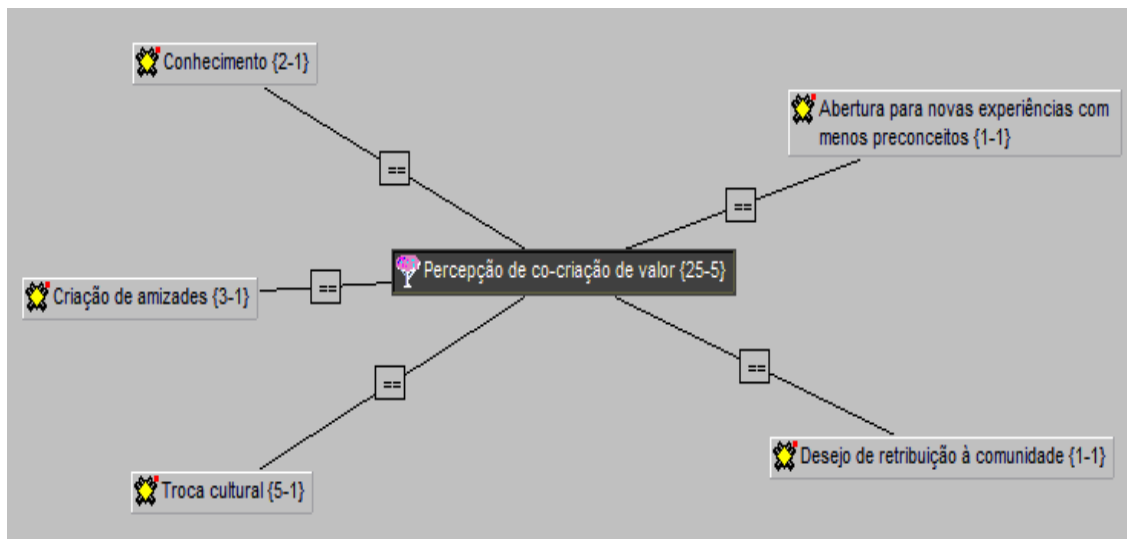 Conhecimento {2-1}
Abertura para novas experiências com
menos preconceitos {1-1}
==
==
Percepção de co-criação de valor {25-5}
Criação de amizades {3-1}
==
==
==
Desejo de retribuição à comunidade {1-1}
Troca cultural {5-1}